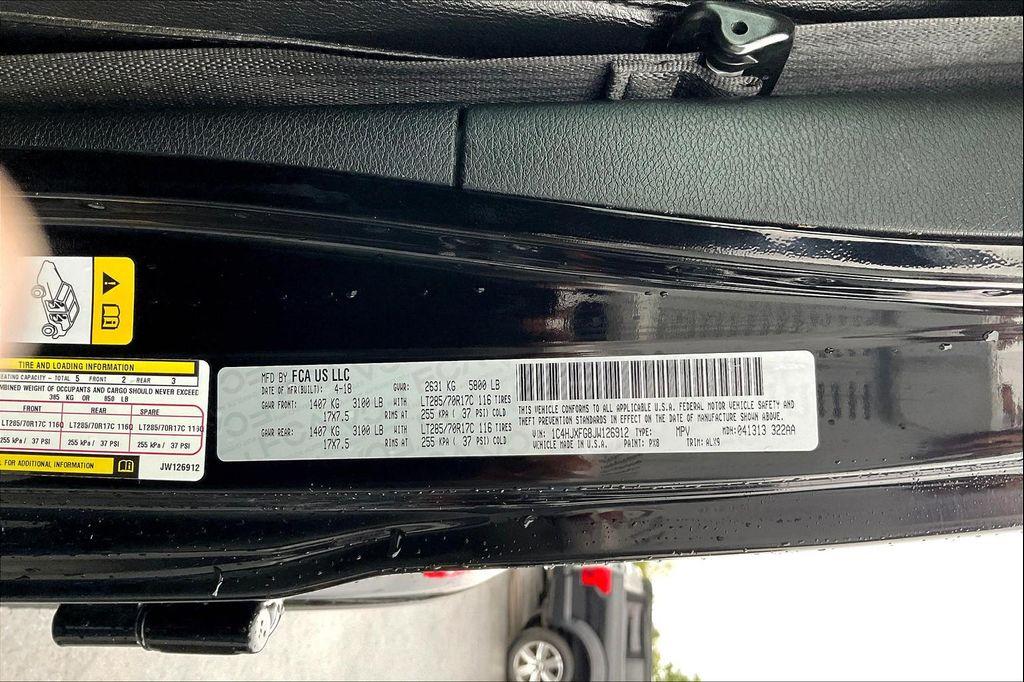 TIRE AND LOADING INFORMATION
EATING CAPACITY - TOTAL 5 FRONT 2 REAR 3
MBINED WEIGHT OF OCCUPANTS AND CARGO SHOULD NEVER EXCEED
385 KG OR 850 LB
FRONT REAR SPARE
LT285/70R17C 116Q LT285/70R17C 116Q LT285/70R17C
255 kPa / 37 PSI 255 kPa / 37 PSI 255 kPa / 37 PSI
FOR ADDITIONAL INFORMATION
JW126912
MFD BY FCA US LLC
DATE OF MFR(BUILT): 4-18 GVWR: 2631 KG 5800 LB
GAWR FRONT: 1407 KG 3100 LB WITH LT285/70R17C 116 TIRES
17X7.5 RIMS AT 255 KPA ( 37 PSI) COLD
GAWR REAR: 1407 KG 3100 LB WITH LT285/70R17C 116 TIRES
17X7.5 RIMS AT 255 KPA ( 37 PSI) COLD
THIS VEHICLE CONFORMS TO ALL APPLICABLE U.S.A. FEDERAL MOTOR VEHICLE SAFETY AND
THEFT PREVENTION STANDARDS IN EFFECT ON THE DATE OF MANUFACTURE SHOWN ABOVE.
VIN: 1C4HJXFG8JW126912 TYPE: MPV MDH:041313 322AA
VEHICLE MADE IN U.S.A. PAINT: PX8 TRIM: ALX9